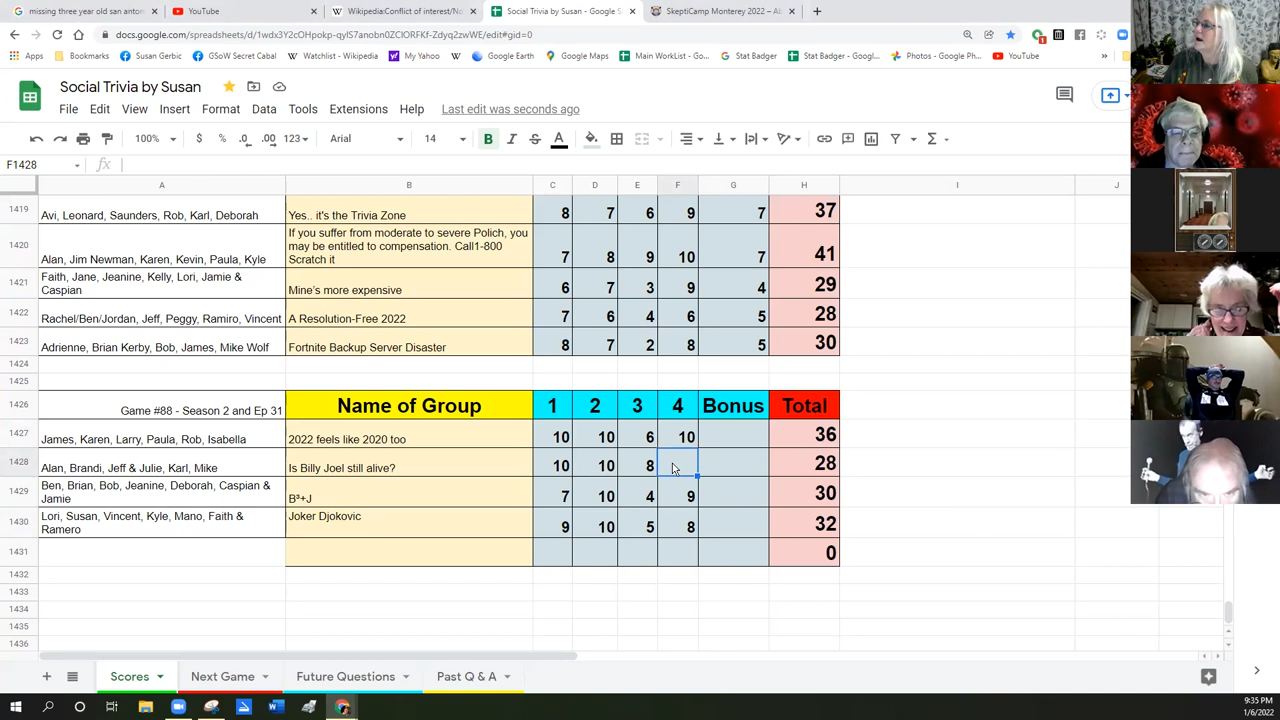 missing three year old san anton
YouTube
Wikipedia:Conflict of interest/No
Social Trivia by Susan - Google S
SkeptiCamp Monterey 2022 – Ab
docs.google.com/spreadsheets/d/1wdx3Y2cOHpokp-qyIS7anobn0ZClORFKf-Zdyq2zwWE/edit#gid=0
Apps
Susan Gerbic
GSoW Secret Cabal
Watchlist - Wikipedia
My Yahoo
Google Earth
Google Maps
Main WorkList - Go...
Stat Badger
Stat Badger - Googl...
Photos - Google Ph...
YouTube
Social Trivia by Susan
File Edit View Insert Format Data Tools Extensions Help Last edit was seconds ago
100% $ % .0 .00 123 Arial 14 B I S A
F1428 fx
A B C D E F G H I J
1419 Avi, Leonard, Saunders, Rob, Karl, Deborah Yes.. it's the Trivia Zone 8 7 6 9 7 37
If you suffer from moderate to severe Polich, you
may be entitled to compensation. Call1-800
1420 Alan, Jim Newman, Karen, Kevin, Paula, Kyle Scratch it 7 8 9 10 7 41
Faith, Jane, Jeanine, Kelly, Lori, Jamie &
1421 Caspian Mine's more expensive 6 7 3 9 4 29
1422 Rachel/Ben/Jordan, Jeff, Peggy, Ramiro, Vincent A Resolution-Free 2022 7 6 4 6 5 28
1423 Adrienne, Brian Kerby, Bob, James, Mike Wolf Fortnite Backup Server Disaster 8 7 2 8 5 30
1424
1425
1426 Game #88 - Season 2 and Ep 31 Name of Group 1 2 3 4 Bonus Total
1427 James, Karen, Larry, Paula, Rob, Isabella 2022 feels like 2020 too 10 10 6 10 36
1428 Alan, Brandi, Jeff & Julie, Karl, Mike Is Billy Joel still alive? 10 10 8 28
Ben, Brian, Bob, Jeanine, Deborah, Caspian &
1429 Jamie B³+J 7 10 4 9 30
Lori, Susan, Vincent, Kyle, Mano, Faith & Joker Djokovic
1430 Ramero 9 10 5 8 32
1431 0
1432
1433
1434
1435
1436
Scores Next Game Future Questions Past Q & A
9:35 PM
1/6/2022